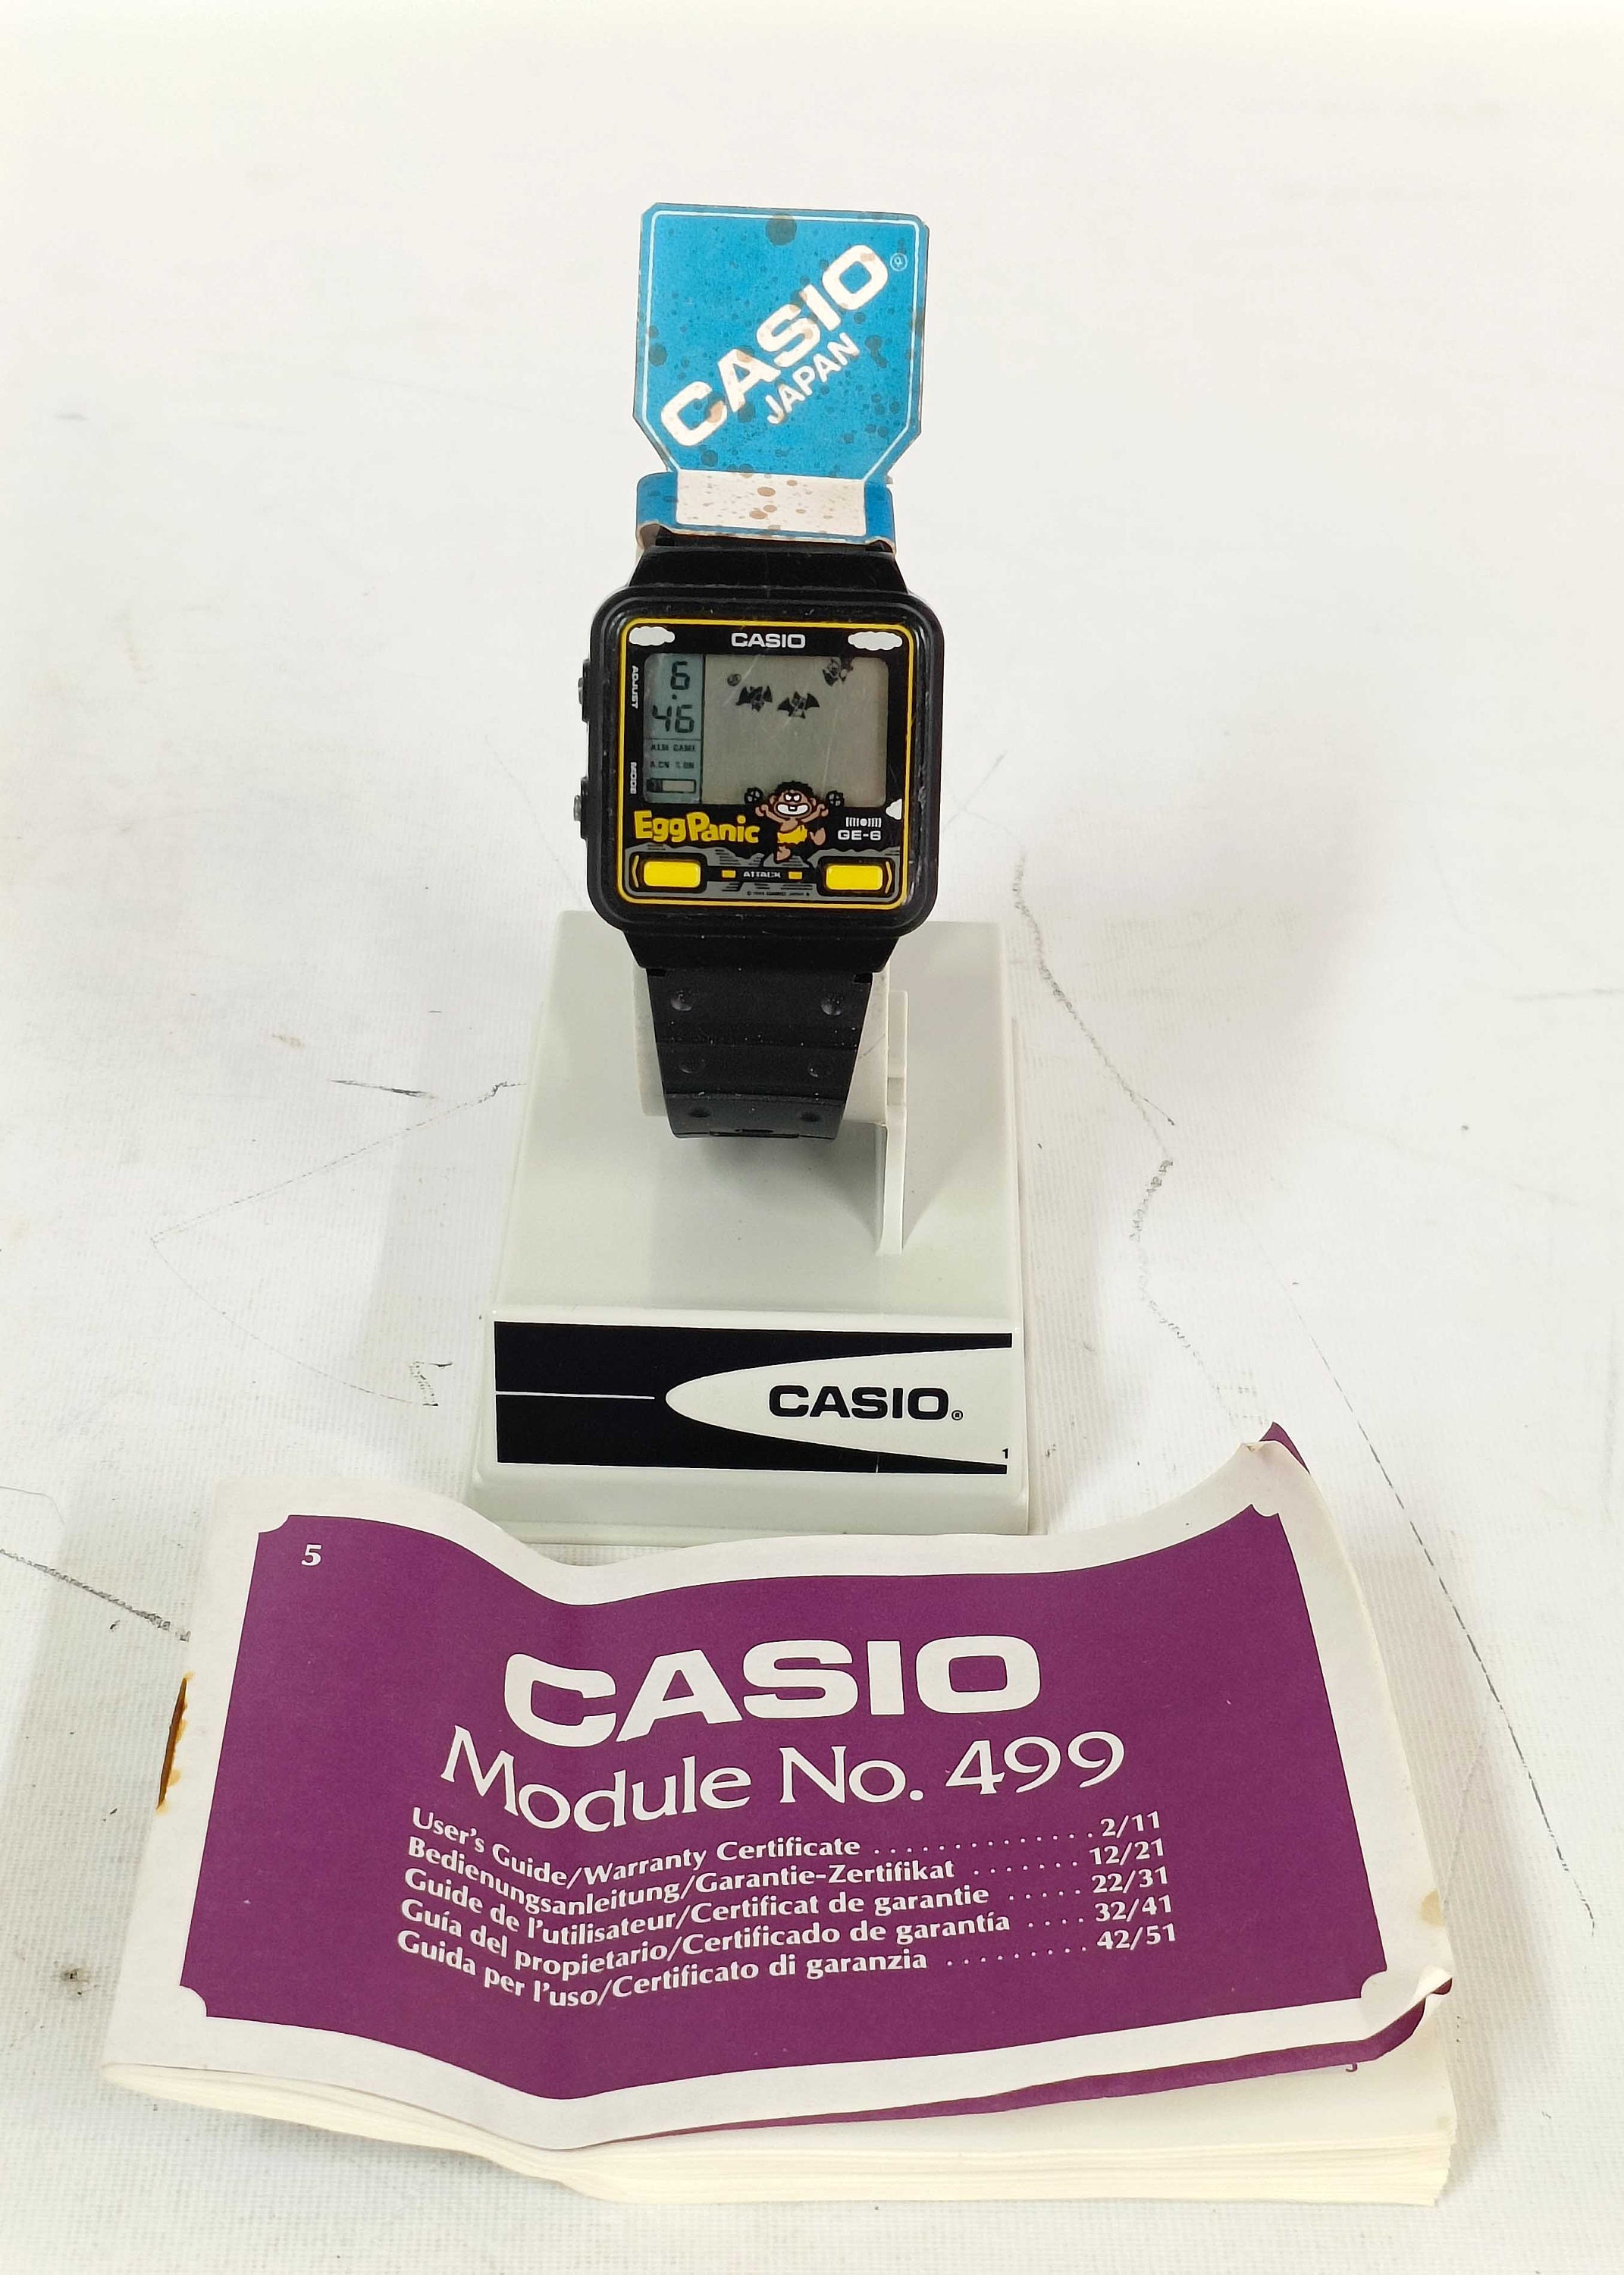 CASIO®
JAPAN
CASIO
ADJUST
6
46
MODE
Egg Panic
GE-6
ATTACK
CASIO®
1
5
CASIO
Module No. 499
User's Guide/Warranty Certificate . . . . . . . . . . . . . . 2/11
Bedienungsanleitung/Garantie-Zertifikat . . . . . . . 12/21
Guide de l'utilisateur/Certificat de garantie . . . . . 22/31
Guía del propietario/Certificado de garantía . . . . 32/41
Guida per l'uso/Certificato di garanzia . . . . . . . . . 42/51